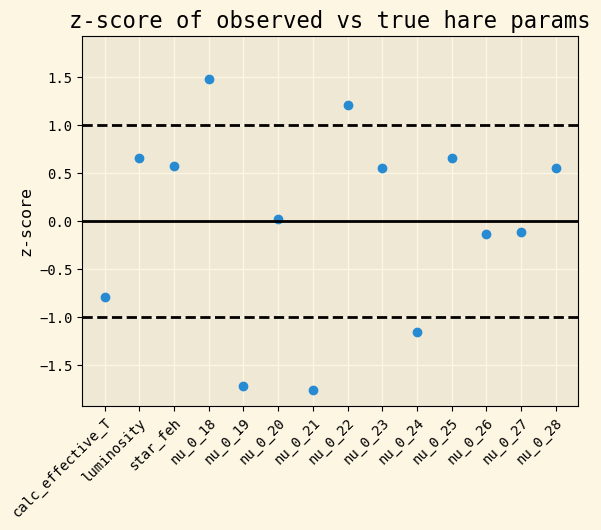 z-score of observed vs true hare params
z-score
1.5
1.0
0.5
0.0
−0.5
−1.0
−1.5
calc_effective_T
luminosity
star_feh
nu_0_18
nu_0_19
nu_0_20
nu_0_21
nu_0_22
nu_0_23
nu_0_24
nu_0_25
nu_0_26
nu_0_27
nu_0_28